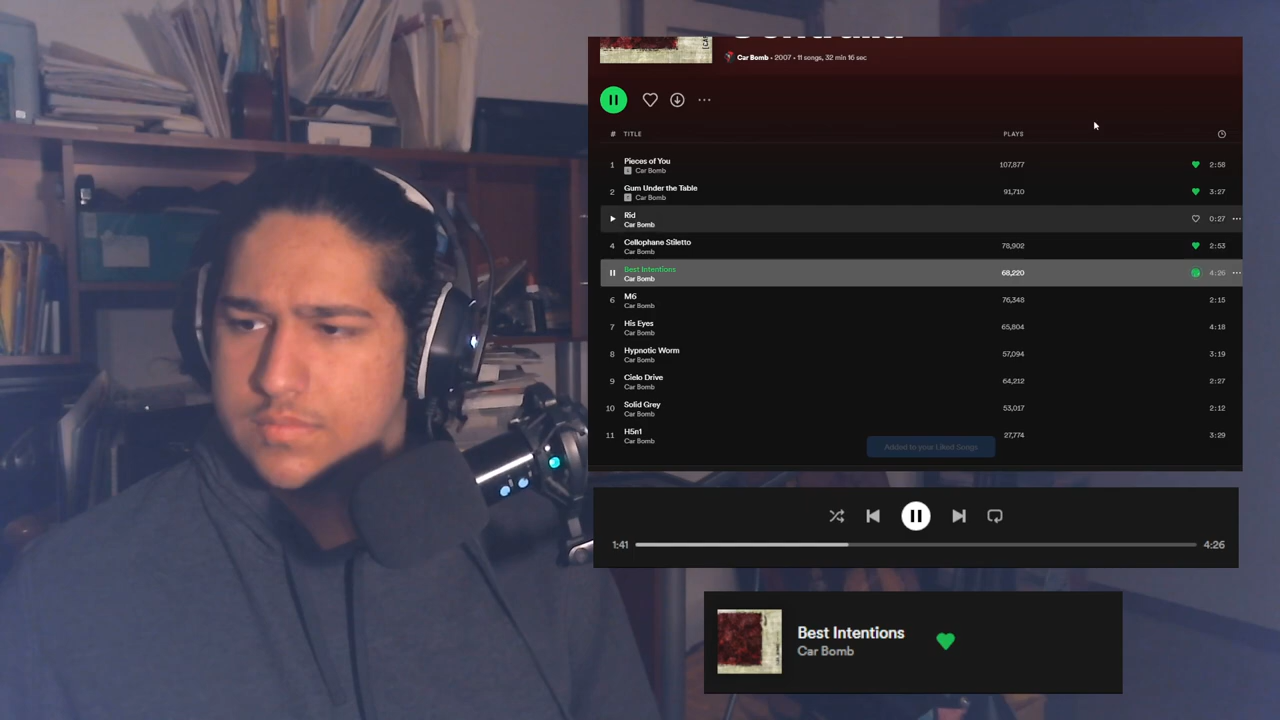 Car Bomb • 2007 • 11 songs, 32 min 16 sec
# TITLE PLAYS
1 Pieces of You 107,877 2:58
E Car Bomb
2 Gum Under the Table 91,710 3:27
E Car Bomb
Rid 0:27
Car Bomb
4 Cellophane Stiletto 78,902 2:53
Car Bomb
Best Intentions 68,220 4:26
Car Bomb
6 M6 76,348 2:15
Car Bomb
7 His Eyes 65,804 4:18
Car Bomb
8 Hypnotic Worm 57,094 3:19
Car Bomb
9 Cielo Drive 64,212 2:27
Car Bomb
10 Solid Grey 53,017 2:12
Car Bomb
11 H5n1 27,774 3:29
Car Bomb
Added to your Liked Songs
1:41 4:26
Best Intentions
Car Bomb